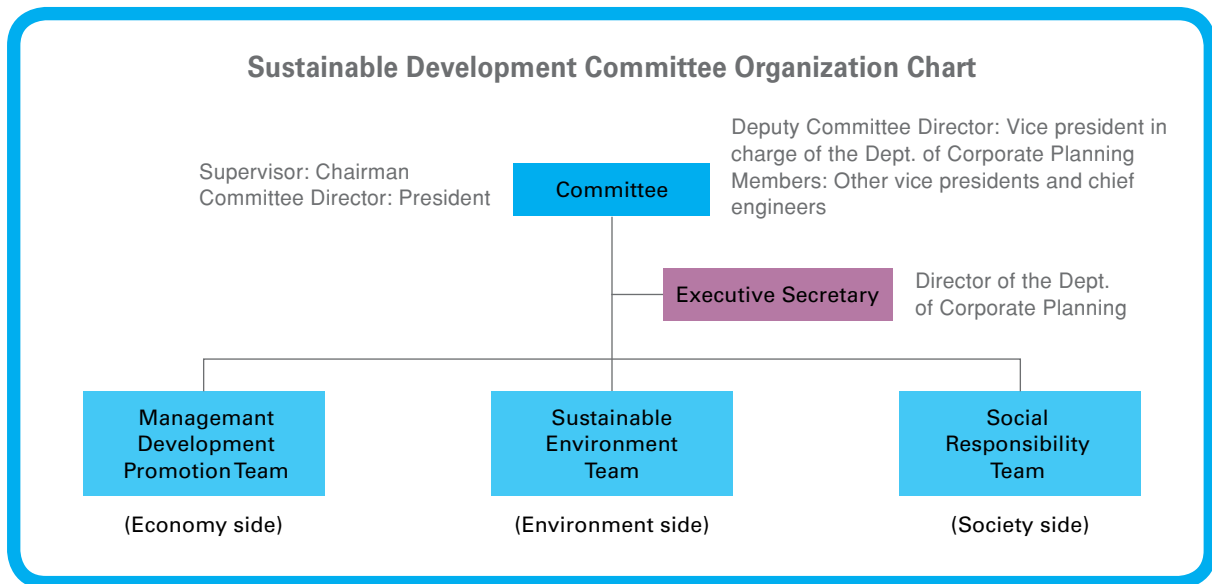 Sustainable Development Committee Organization Chart
Supervisor: Chairman
Committee Director: President
Committee
Deputy Committee Director: Vice president in
charge of the Dept. of Corporate Planning
Members: Other vice presidents and chief
engineers
Executive Secretary
Director of the Dept.
of Corporate Planning
Managemant
Development
Promotion Team
(Economy side)
Sustainable
Environment
Team
(Environment side)
Social
Responsibility
Team
(Society side)